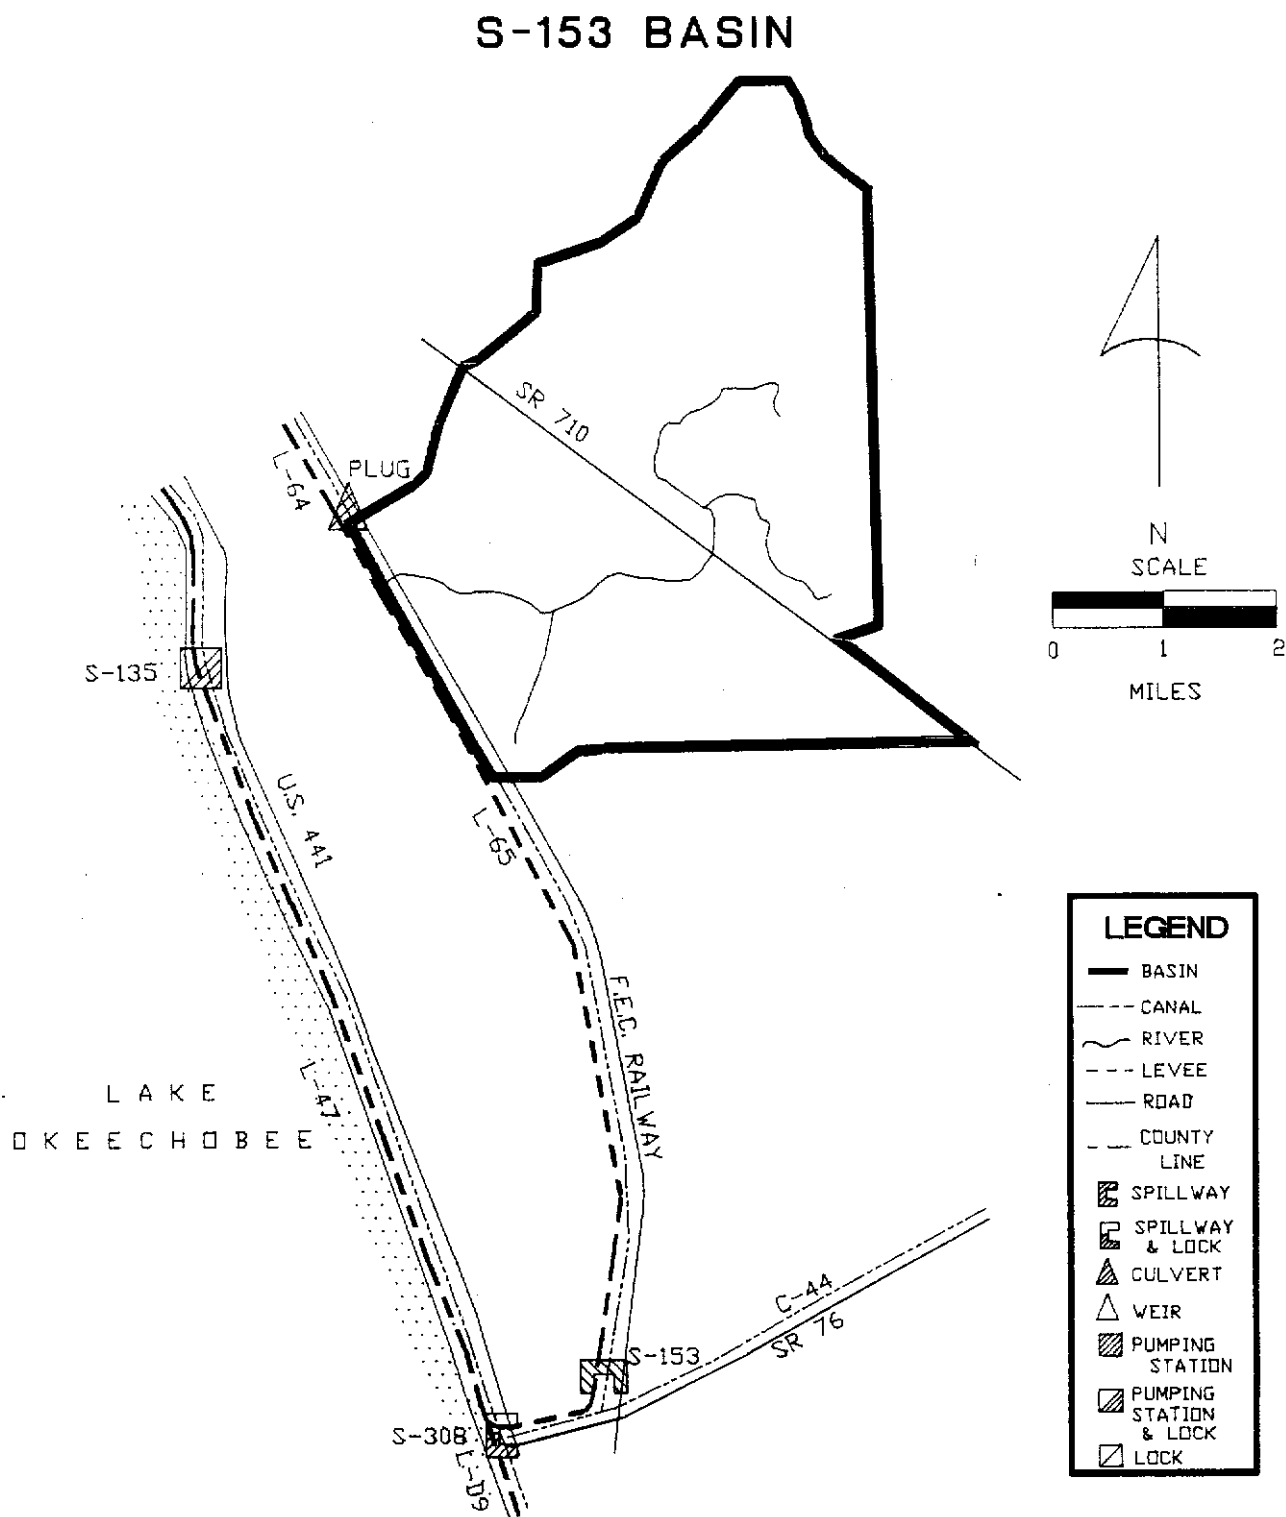 S-153 BASIN
SR 710
PLUG
L-64
N
SCALE
0 1 2
MILES
S-135
U.S. 441
L-65
F.E.C. RAILWAY
L-47
LAKE
OKEECHOBEE
C-44
SR 76
S-153
S-308
L-D9
LEGEND
BASIN
CANAL
RIVER
LEVEE
ROAD
COUNTY
LINE
SPILLWAY
SPILLWAY
& LOCK
CULVERT
WEIR
PUMPING
STATION
PUMPING
STATION
& LOCK
LOCK